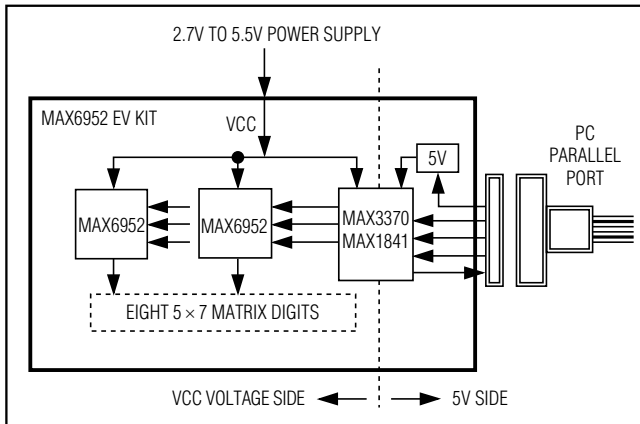 2.7V TO 5.5V POWER SUPPLY
MAX6952 EV KIT
VCC
5V
PC
PARALLEL
PORT
MAX6952
MAX6952
MAX3370
MAX1841
EIGHT 5 × 7 MATRIX DIGITS
VCC VOLTAGE SIDE
5V SIDE